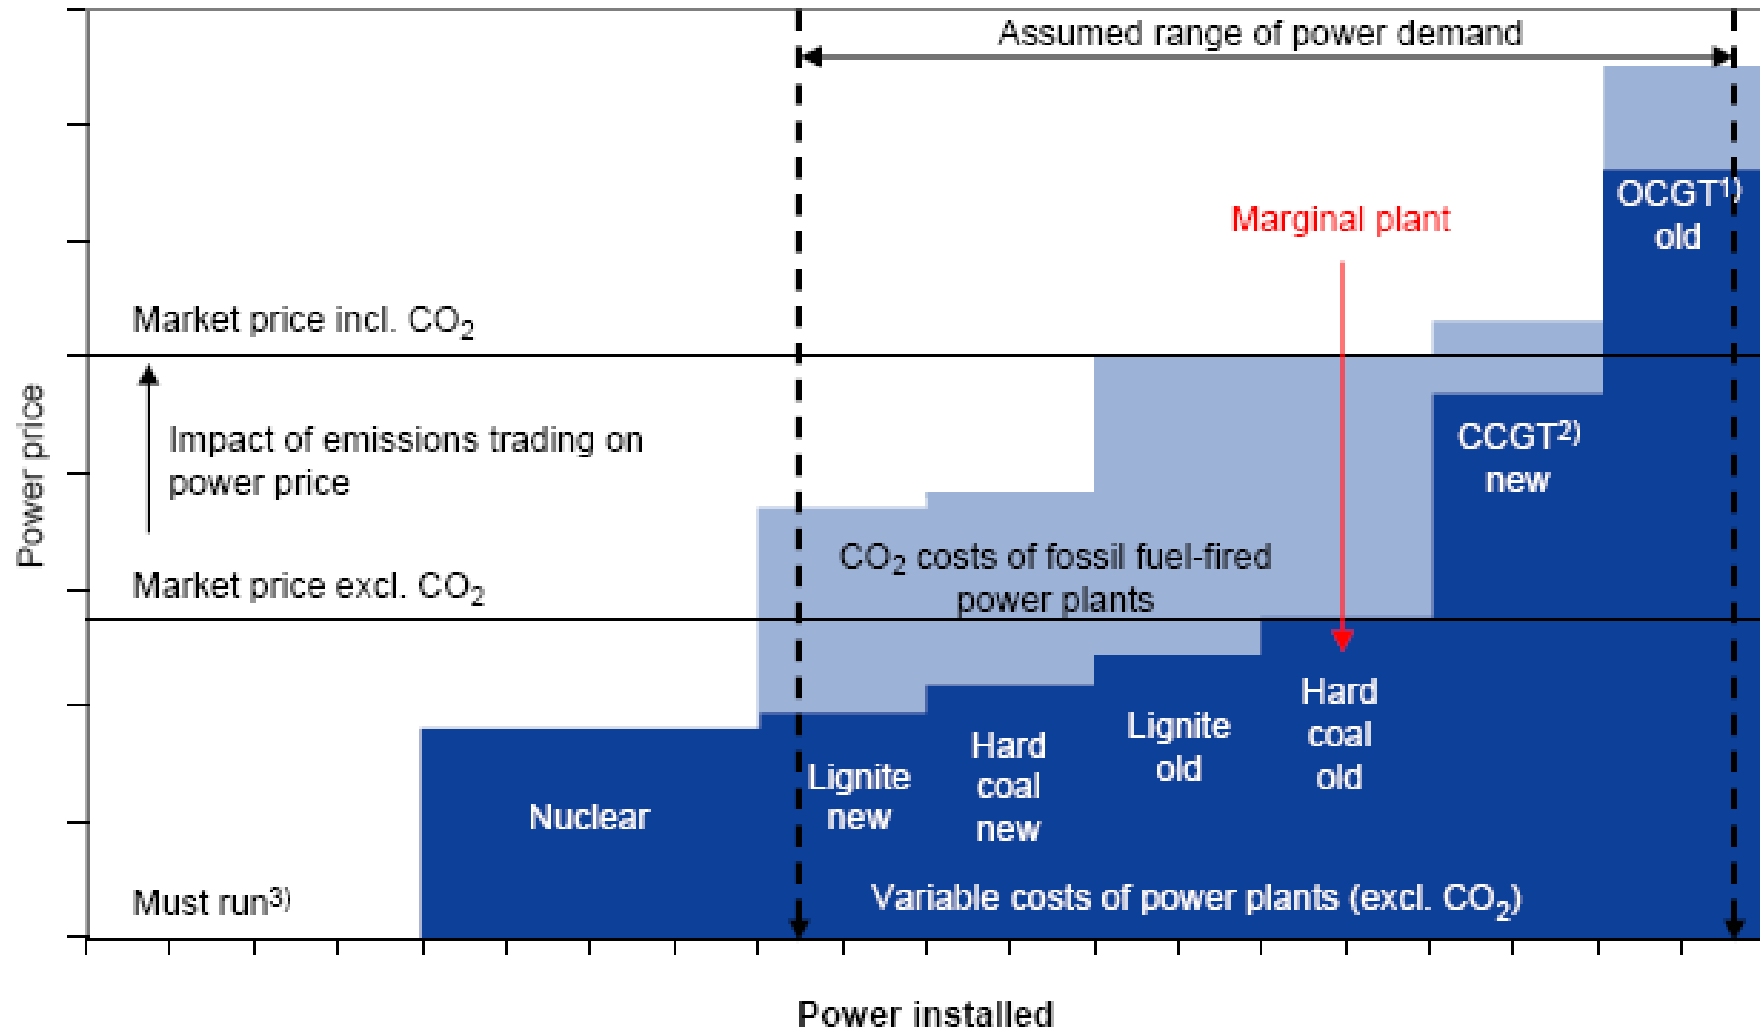 Assumed range of power demand
OCGT1)
old
Marginal plant
Market price incl. CO2
Impact of emissions trading on
power price
CCGT2)
new
Power price
CO2 costs of fossil fuel-fired
power plants
Market price excl. CO2
Hard
coal
old
Lignite
old
Hard
coal
new
Lignite
new
Nuclear
Must run3)
Variable costs of power plants (excl. CO2)
Power installed